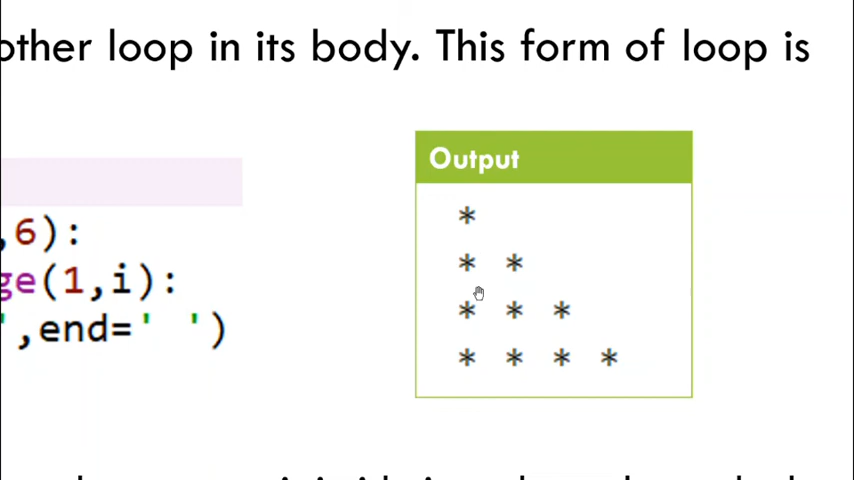 other loop in its body. This form of loop is
Output
,6):
ge(1,i):
',end=' ')
*
* *
* * *
* * * *